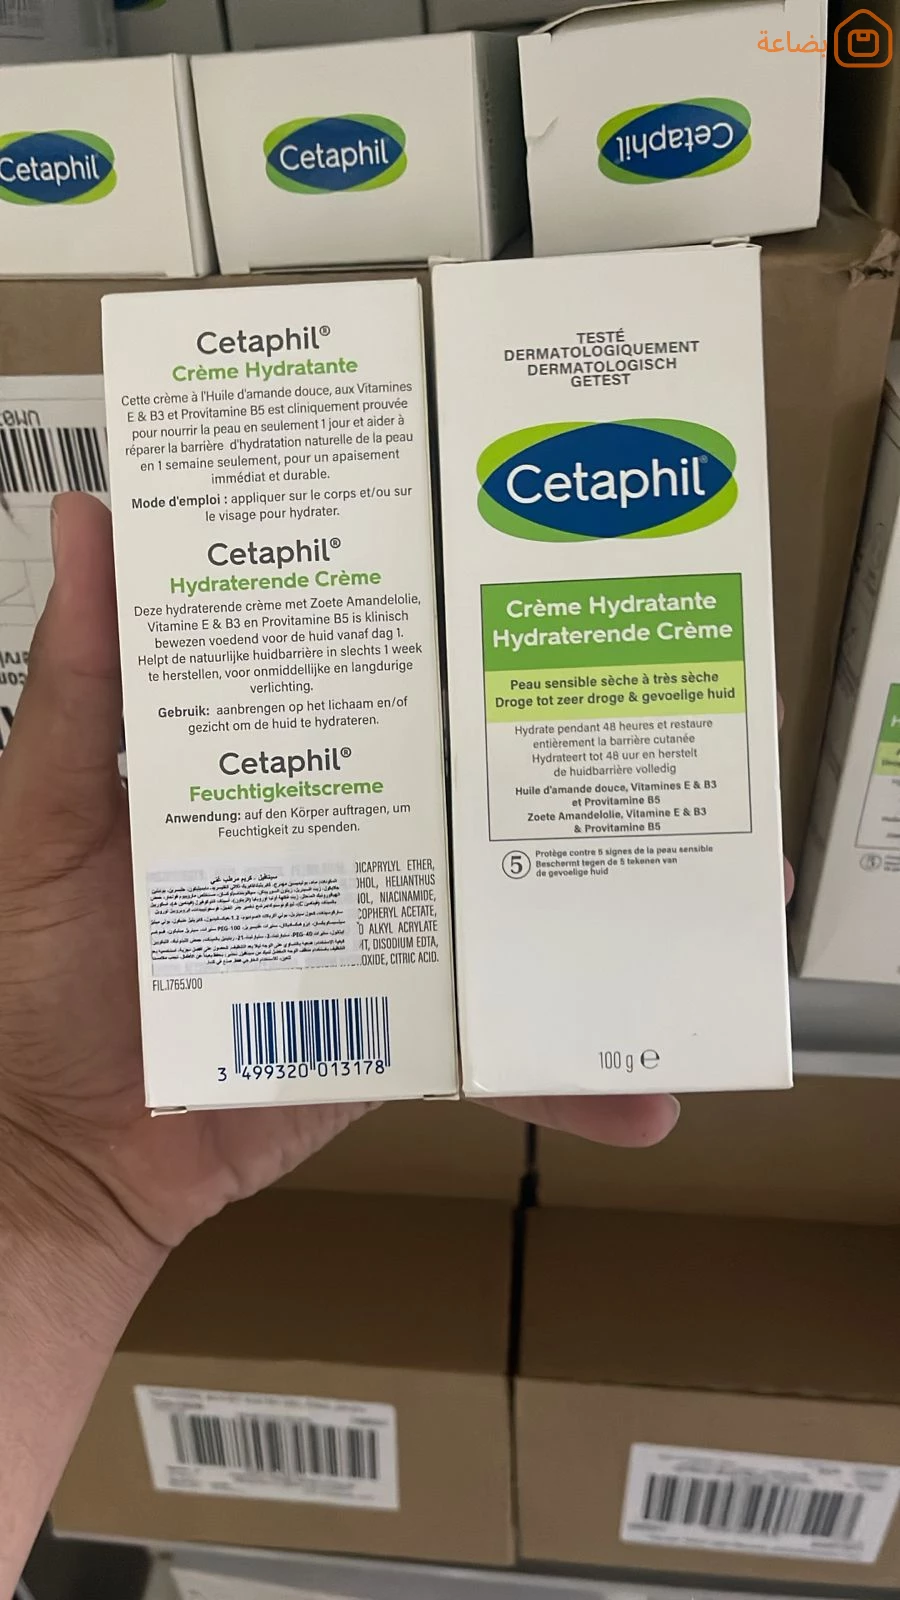 بضاعة
Cetaphil
Cetaphil
Cetaphil
Cetaphil®
Crème Hydratante
Cette crème à l'Huile d'amande douce, aux Vitamines
E & B3 et Provitamine B5 est cliniquement prouvée
pour nourrir la peau en seulement 1 jour et aider à
réparer la barrière d'hydratation naturelle de la peau
en 1 semaine seulement, pour un apaisement
immédiat et durable.
Mode d'emploi : appliquer sur le corps et/ou sur
le visage pour hydrater.
Cetaphil®
Hydraterende Crème
Deze hydraterende crème met Zoete Amandelolie,
Vitamine E & B3 en Provitamine B5 is klinisch
bewezen voedend voor de huid vanaf dag 1.
Helpt de natuurlijke huidbarrière in slechts 1 week
te herstellen, voor onmiddellijke en langdurige
verlichting.
Gebruik: aanbrengen op het lichaam en/of
gezicht om de huid te hydrateren.
Cetaphil®
Feuchtigkeitscreme
Anwendung: auf den Körper auftragen, um
Feuchtigkeit zu spenden.
سيتافيل - كريم مرطب غني
DICAPRYLYL ETHER,
HELIANTHUS
NIACINAMIDE,
ACETATE,
ALKYL ACRYLATE
DISODIUM EDTA,
CITRIC ACID.
FIL.1765.V00
3 499320 013178
TESTÉ
DERMATOLOGIQUEMENT
DERMATOLOGISCH
GETEST
Cetaphil®
Crème Hydratante
Hydraterende Crème
Peau sensible sèche à très sèche
Droge tot zeer droge & gevoelige huid
Hydrate pendant 48 heures et restaure
entièrement la barrière cutanée
Hydrateert tot 48 uur en herstelt
de huidbarrière volledig
Huile d'amande douce, Vitamines E & B3
et Provitamine B5
Zoete Amandelolie, Vitamine E & B3
& Provitamine B5
5
Protège contre 5 signes de la peau sensible
Beschermt tegen de 5 tekenen van
de gevoelige huid
100 g ℮